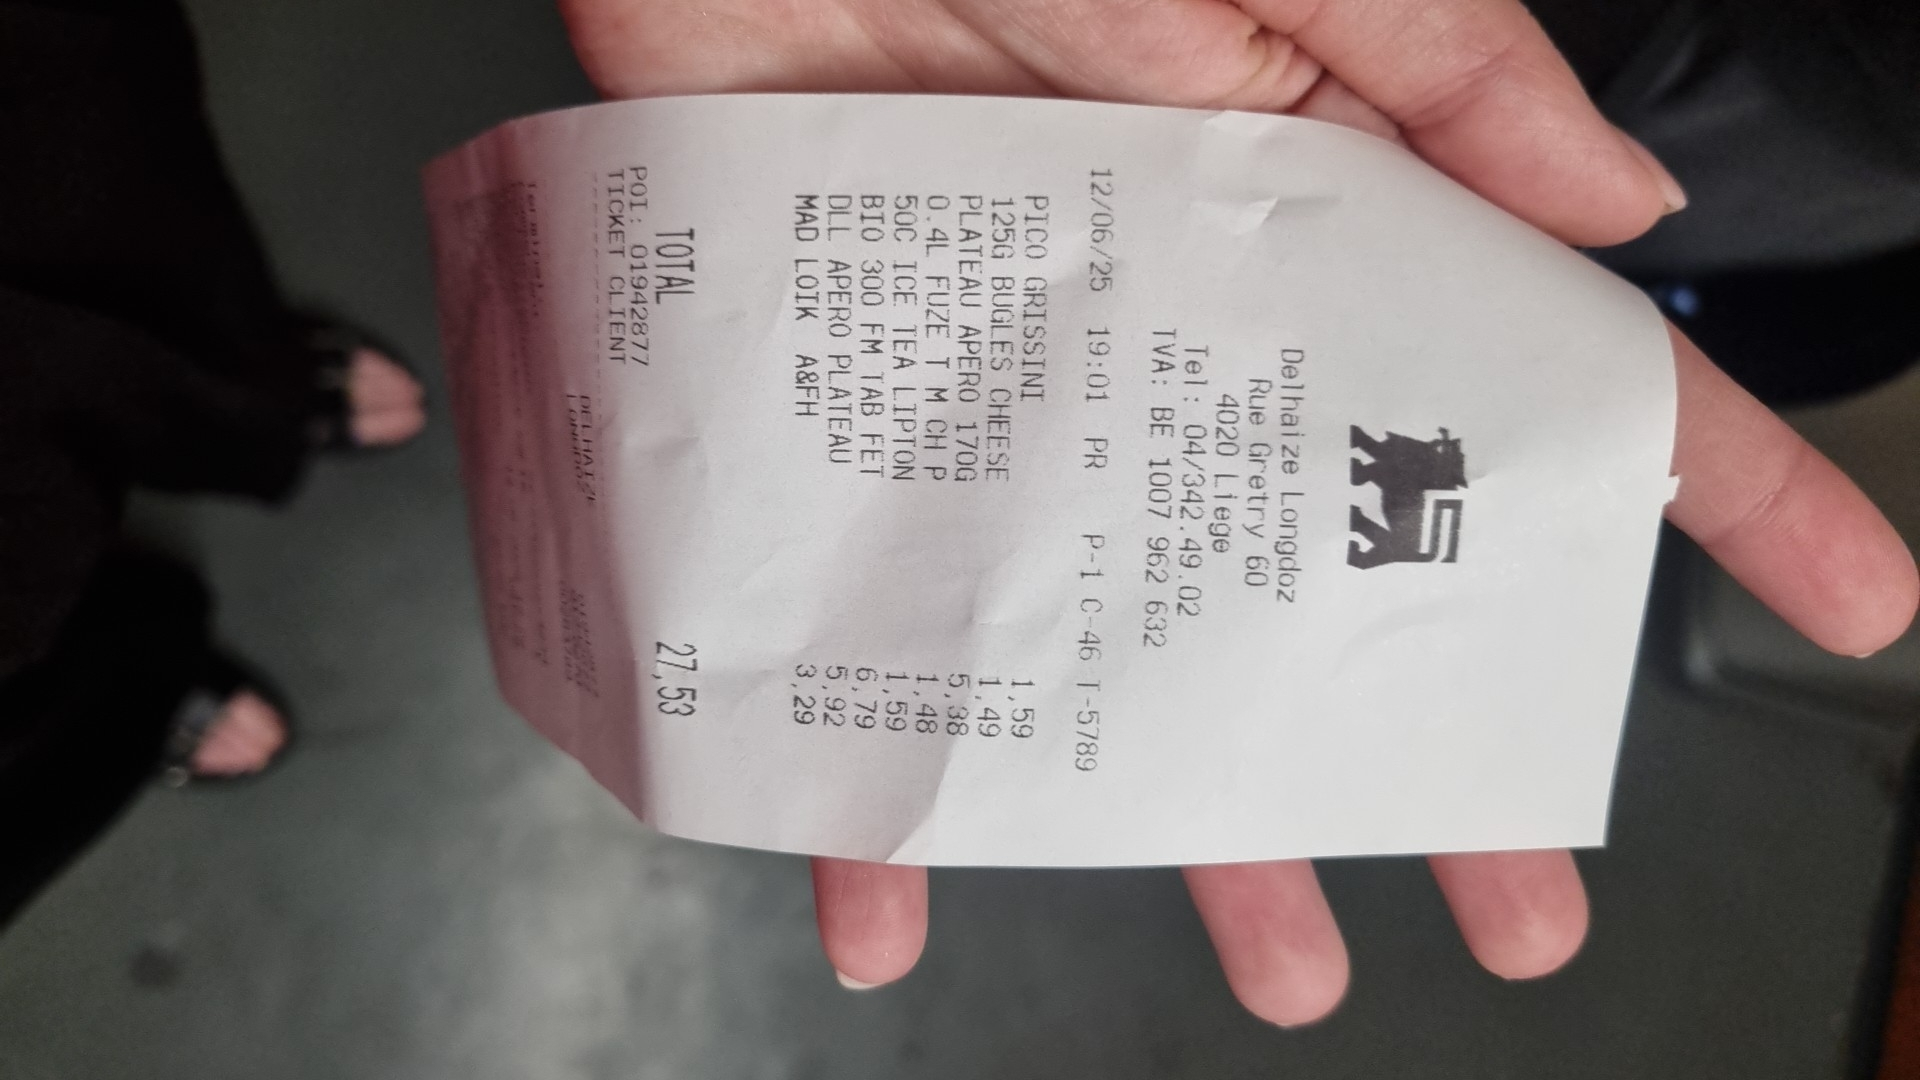 Delhaize Longdoz
Rue Gretry 60
4020 Liege
Tel: 04/342.49.02
TVA: BE 1007 962 632
12/06/25 19:01 PR P-1 C-46 T-5789
PICO GRISSINI 1,59
125G BUGLES CHEESE 1,49
PLATEAU APERO 170G 5,38
0.4L FUZE T M CH P 1,48
50C ICE TEA LIPTON 1,59
BIO 300 FM TAB FET 6,79
DLL APERO PLATEAU 5,92
MAD LOIK A&FH 3,29
TOTAL 27,53
POI: 01942877
TICKET CLIENT
DELHAIZE
LONGDOZ